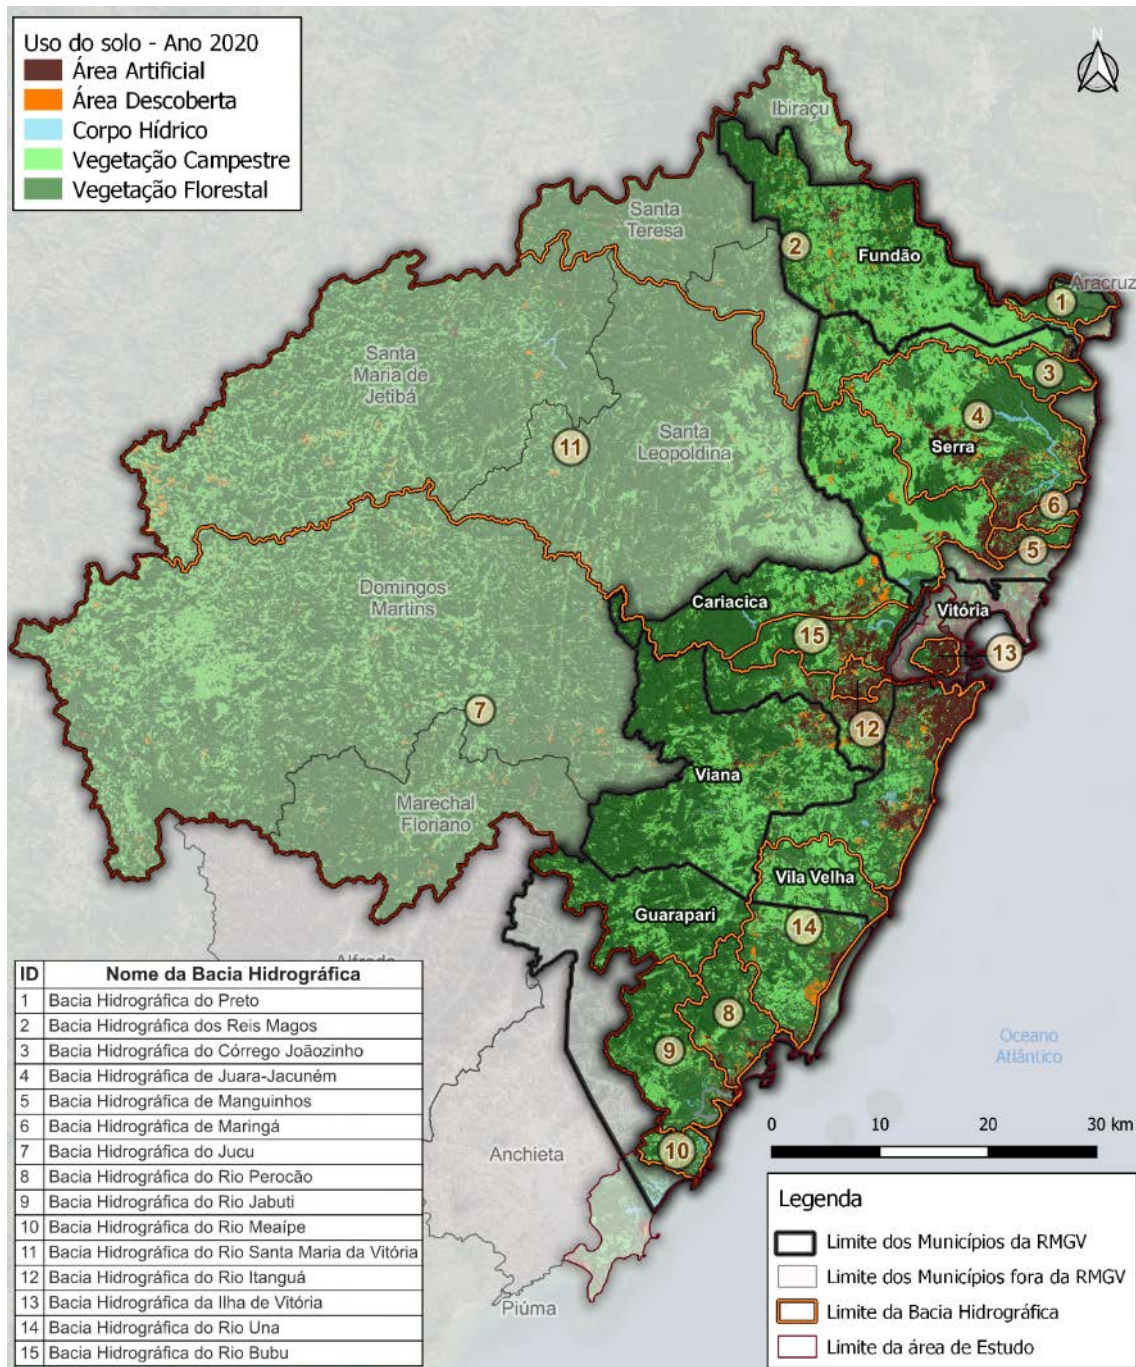 Uso do solo - Ano 2020
Área Artificial
Área Descoberta
Corpo Hídrico
Vegetação Campestre
Vegetação Florestal
N
Ibiraçu
Santa
Teresa
2
Fundão
Aracruz
1
Santa
Maria de
Jetibá
3
4
11
Santa
Leopoldina
Serra
6
5
Domingos
Martins
Cariacica
Vitória
15
13
7
12
Viana
Marechal
Floriano
Vila Velha
Guarapari
14
8
9
10
Oceano
Atlântico
Anchieta
Piúma
ID Nome da Bacia Hidrográfica
1 Bacia Hidrográfica do Preto
2 Bacia Hidrográfica dos Reis Magos
3 Bacia Hidrográfica do Córrego Joãozinho
4 Bacia Hidrográfica de Juara-Jacuném
5 Bacia Hidrográfica de Manguinhos
6 Bacia Hidrográfica de Maringá
7 Bacia Hidrográfica do Jucu
8 Bacia Hidrográfica do Rio Perocão
9 Bacia Hidrográfica do Rio Jabuti
10 Bacia Hidrográfica do Rio Meaípe
11 Bacia Hidrográfica do Rio Santa Maria da Vitória
12 Bacia Hidrográfica do Rio Itanguá
13 Bacia Hidrográfica da Ilha de Vitória
14 Bacia Hidrográfica do Rio Una
15 Bacia Hidrográfica do Rio Bubu
0 10 20 30 km
Legenda
Limite dos Municípios da RMGV
Limite dos Municípios fora da RMGV
Limite da Bacia Hidrográfica
Limite da área de Estudo